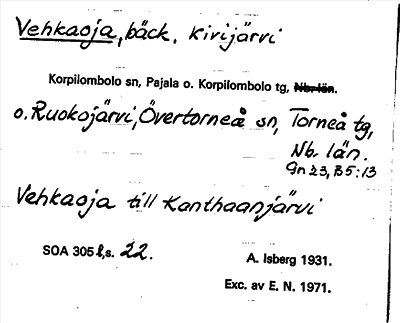 Vehkaoja, bäck. Kirijärvi
Korpilombolo sn, Pajala o. Korpilombolo tg, Nb. län.
o. Ruokojärvi, Övertorneå sn, Torneå tg,
Nb. län.
Gn 23, B5:13
Vehkaoja till Kanthaanjärvi
SOA 305 l, s. 22.
A. Isberg 1931.
Exc. av E. N. 1971.